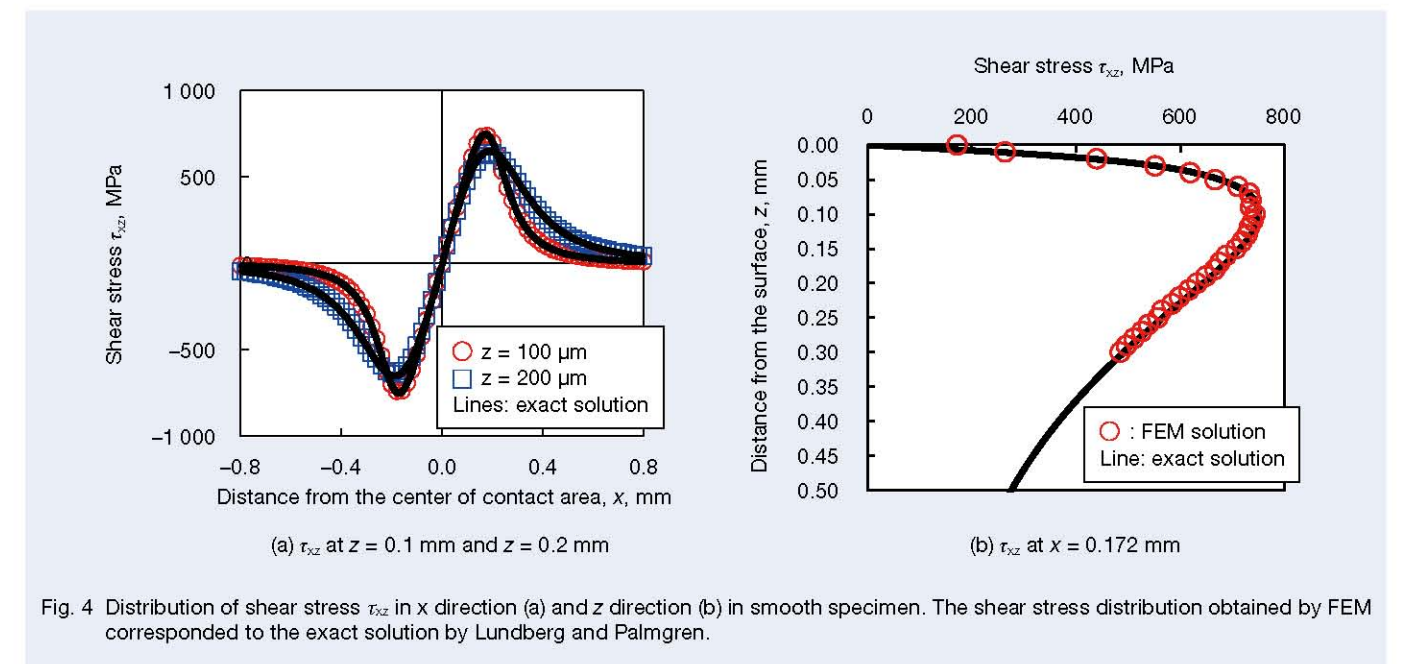 1 000
500
0
−500
−1 000
Shear stress τxz, MPa
−0.8 −0.4 0.0 0.4 0.8
Distance from the center of contact area, x, mm
z = 100 μm
z = 200 μm
Lines: exact solution
(a) τxz at z = 0.1 mm and z = 0.2 mm
Shear stress τxz, MPa
0 200 400 600 800
0.00
0.05
0.10
0.15
0.20
0.25
0.30
0.35
0.40
0.45
0.50
Distance from the surface, z, mm
: FEM solution
Line: exact solution
(b) τxz at x = 0.172 mm
Fig. 4 Distribution of shear stress τxz in x direction (a) and z direction (b) in smooth specimen. The shear stress distribution obtained by FEM
corresponded to the exact solution by Lundberg and Palmgren.